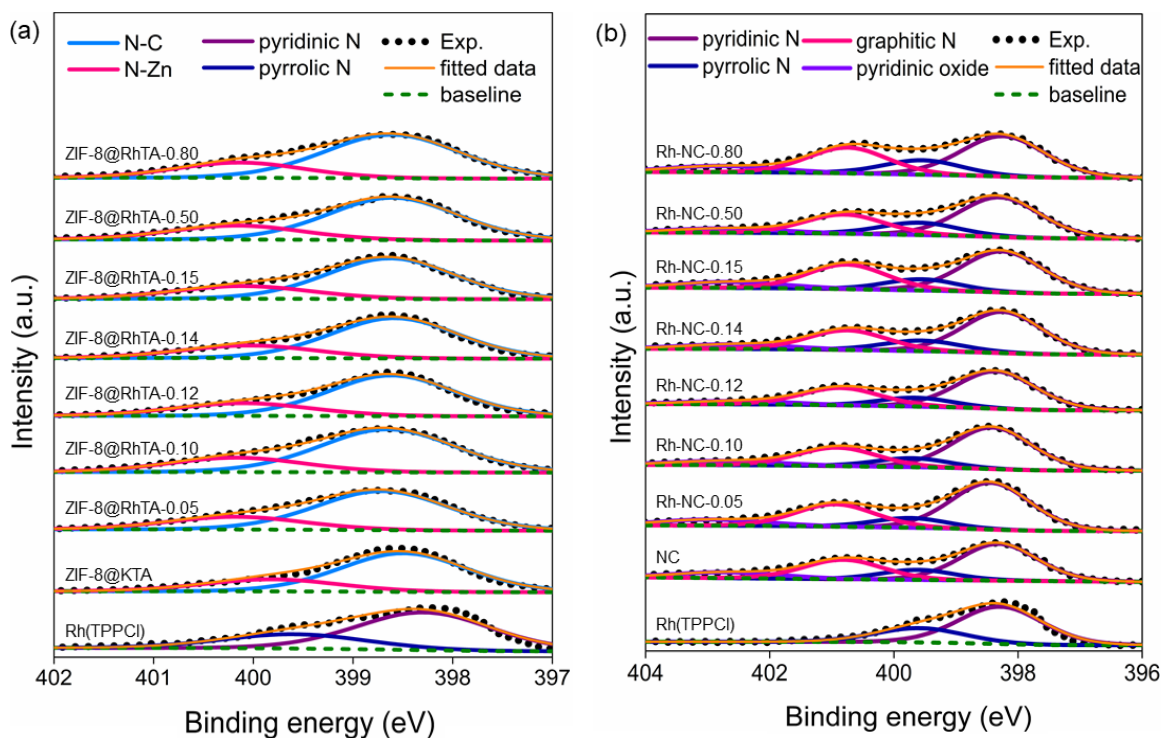 (a)
N-C pyridinic N Exp.
N-Zn pyrrolic N fitted data
baseline
ZIF-8@RhTA-0.80
ZIF-8@RhTA-0.50
ZIF-8@RhTA-0.15
ZIF-8@RhTA-0.14
ZIF-8@RhTA-0.12
ZIF-8@RhTA-0.10
ZIF-8@RhTA-0.05
ZIF-8@KTA
Rh(TPPCl)
402 401 400 399 398 397
Binding energy (eV)
Intensity (a.u.)
(b)
pyridinic N graphitic N Exp.
pyrrolic N pyridinic oxide fitted data
baseline
Rh-NC-0.80
Rh-NC-0.50
Rh-NC-0.15
Rh-NC-0.14
Rh-NC-0.12
Rh-NC-0.10
Rh-NC-0.05
NC
Rh(TPPCl)
404 402 400 398 396
Binding energy (eV)
Intensity (a.u.)